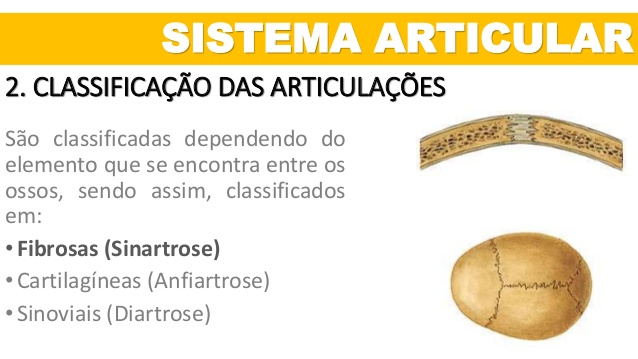 SISTEMA ARTICULAR
2. CLASSIFICAÇÃO DAS ARTICULAÇÕES
São classificadas dependendo do
elemento que se encontra entre os
ossos, sendo assim, classificados
em:
• Fibrosas (Sinartrose)
• Cartilagíneas (Anfiartrose)
• Sinoviais (Diartrose)